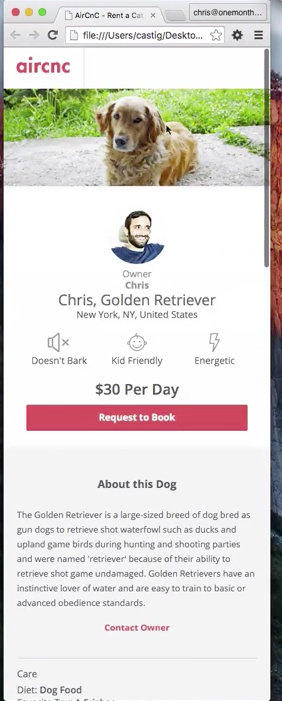 AirCnC - Rent a Cat
chris@onemonth...
file:///Users/castig/Deskto...
aircnc
Owner
Chris
Chris, Golden Retriever
New York, NY, United States
Doesn't Bark
Kid Friendly
Energetic
$30 Per Day
Request to Book
About this Dog
The Golden Retriever is a large-sized breed of dog bred as
gun dogs to retrieve shot waterfowl such as ducks and
upland game birds during hunting and shooting parties
and were named 'retriever' because of their ability to
retrieve shot game undamaged. Golden Retrievers have an
instinctive lover of water and are easy to train to basic or
advanced obedience standards.
Contact Owner
Care
Diet: Dog Food